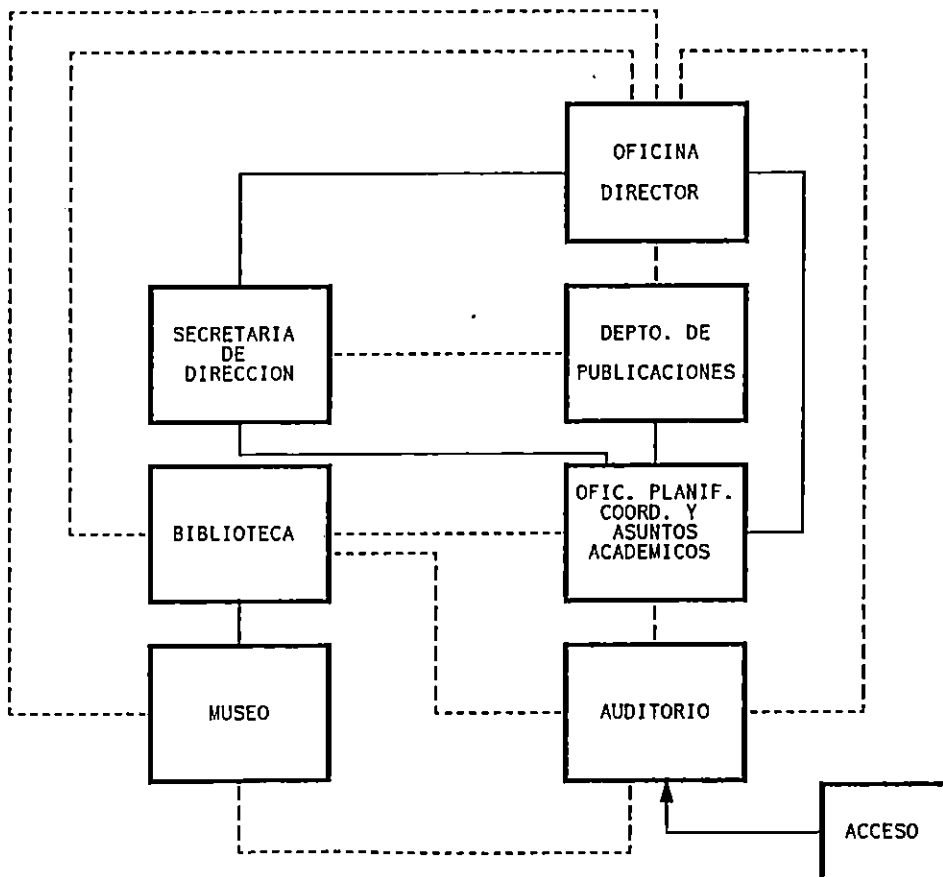 OFICINA
DIRECTOR
SECRETARIA
DE
DIRECCION
DEPTO. DE
PUBLICACIONES
BIBLIOTECA
OFIC. PLANIF.
COORD. Y
ASUNTOS
ACADEMICOS
MUSEO
AUDITORIO
ACCESO